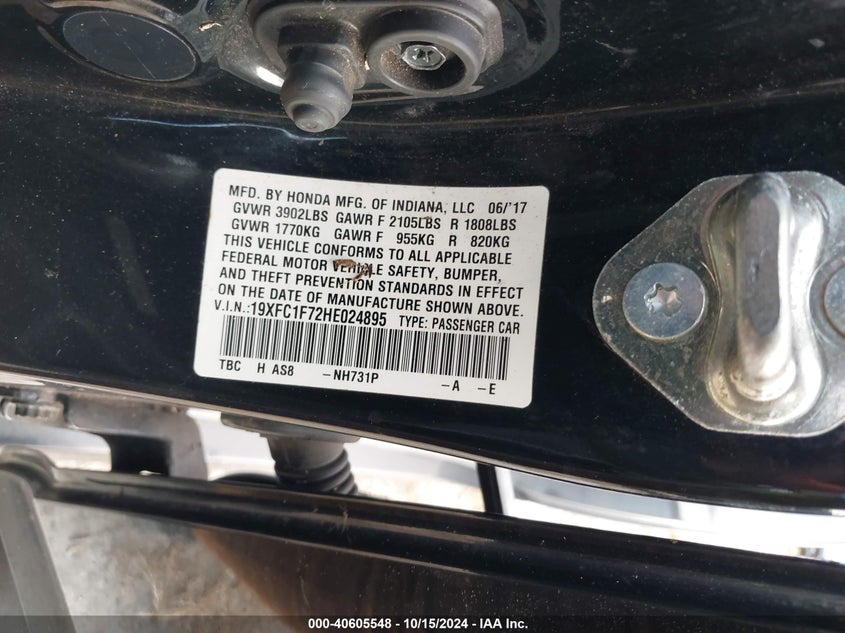 MFD. BY HONDA MFG. OF INDIANA, LLC 06/'17
GVWR 3902LBS GAWR F 2105LBS R 1808LBS
GVWR 1770KG GAWR F 955KG R 820KG
THIS VEHICLE CONFORMS TO ALL APPLICABLE
FEDERAL MOTOR VEHICLE SAFETY, BUMPER,
AND THEFT PREVENTION STANDARDS IN EFFECT
ON THE DATE OF MANUFACTURE SHOWN ABOVE.
V.I.N.:19XFC1F72HE024895 TYPE: PASSENGER CAR
TBC H AS8 –NH731P –A –E
000-40605548 - 10/15/2024 - IAA Inc.